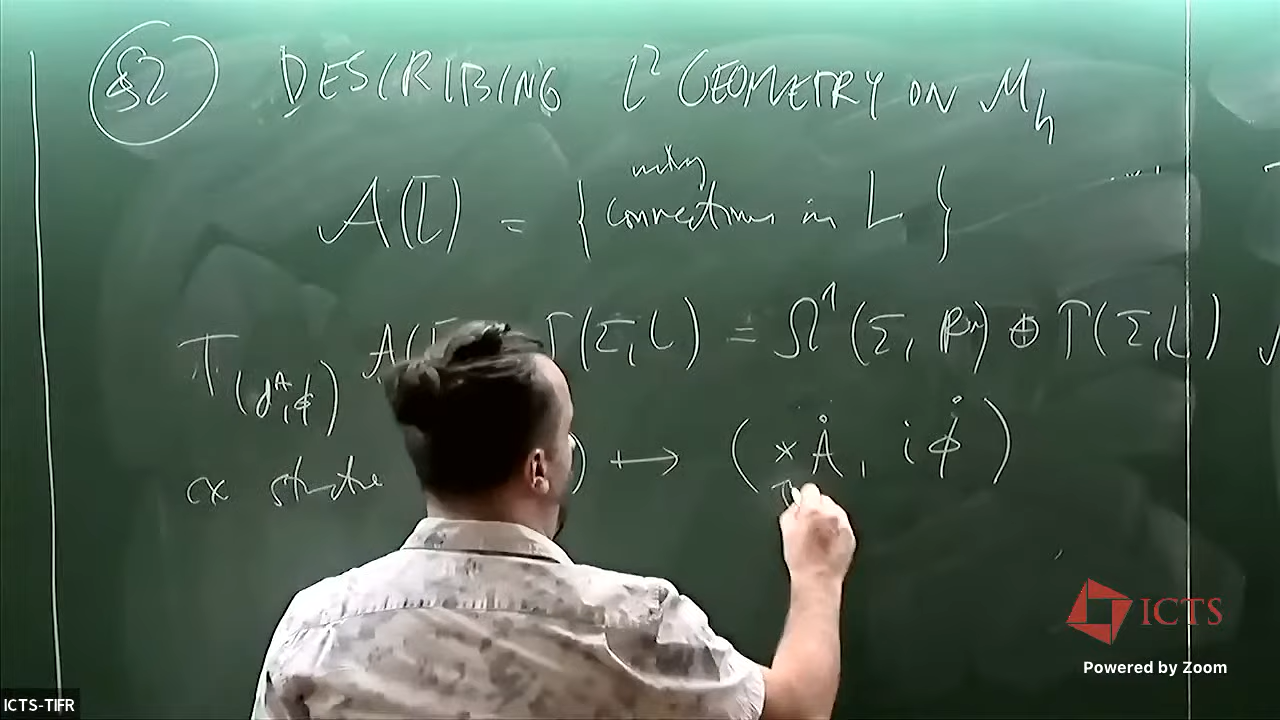 §2 DESCRIBING L² GEOMETRY ON M_h
A(L) = { unitary connections in L }
T_(d^A, ϕ) A( Γ(Σ, L) = Ω¹(Σ, R) ⊕ Γ(Σ, L)
cx structure ) ⟼ ( *Å, iϕ̇ )
ICTS
Powered by Zoom
ICTS-TIFR